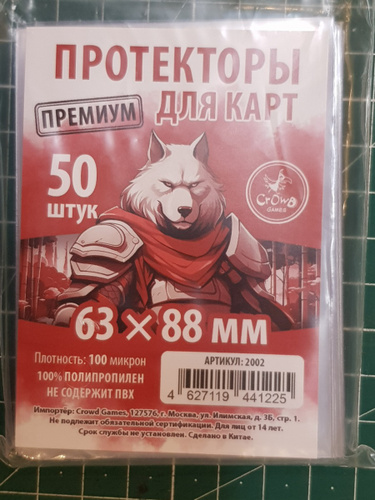 ПРОТЕКТОРЫ
ПРЕМИУМ
ДЛЯ КАРТ
50
штук
CrOwD
GAMES
63 × 88 мм
Плотность: 100 микрон
100% ПОЛИПРОПИЛЕН
НЕ СОДЕРЖИТ ПВХ
АРТИКУЛ: 2002
4 627119 441225
Импортёр: Crowd Games, 127576, г. Москва, ул. Илимская, д. 3Б, стр. 1.
Не подлежит обязательной сертификации. Для лиц от 14 лет.
Срок службы не установлен. Сделано в Китае.